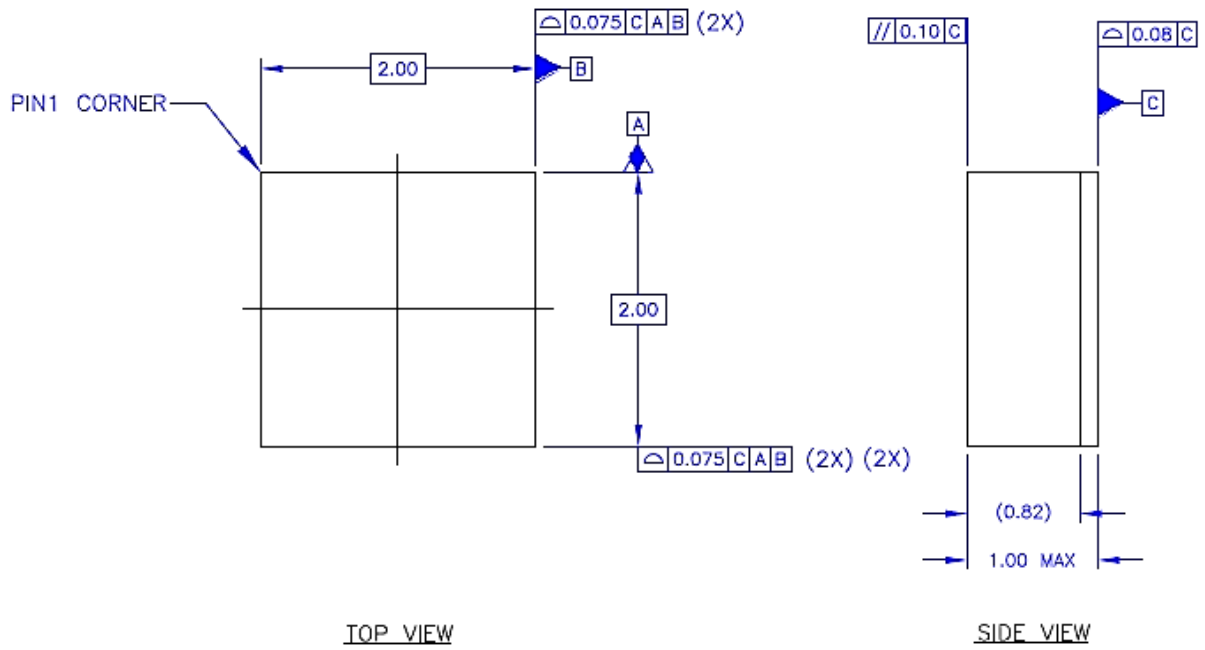 ⌓ 0.075 C A B (2X)
// 0.10 C
⌓ 0.08 C
2.00
B
PIN1 CORNER
C
A
2.00
⌓ 0.075 C A B (2X) (2X)
(0.82)
1.00 MAX
TOP VIEW
SIDE VIEW